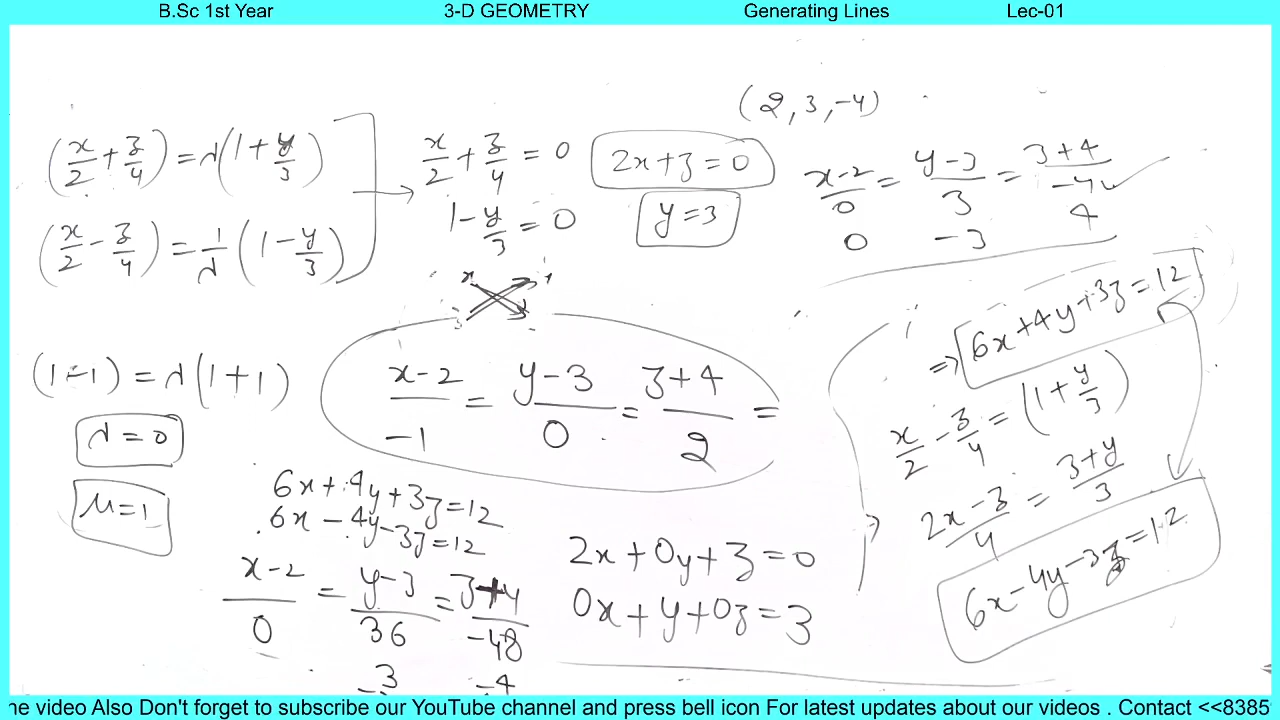 B.Sc 1st Year 3-D GEOMETRY Generating Lines Lec-01
(2, 3, -4)
(x/2 + z/4) = λ(1 + y/3)
(x/2 - z/4) = 1/λ (1 - y/3)
x/2 + z/4 = 0
2x + z = 0
1 - y/3 = 0
y = 3
(x-2)/0 = (y-3)/3 = (z+4)/-4
0 -3 4
(1-1) = λ(1+1)
λ = 0
μ = 1
(x-2)/-1 = (y-3)/0 = (z+4)/2 =
⇒ 6x+4y+3z = 12
x/2 - z/4 = (1 + y/3)
(2x-z)/4 = (3+y)/3
6x-4y-3z = 12
6x+4y+3z = 12
6x-4y-3z = 12
(x-2)/0 = (y-3)/36 = (z+4)/-48
-3 -4
2x+0y+z = 0
0x+y+0z = 3
ne video Also Don't forget to subscribe our YouTube channel and press bell icon For latest updates about our videos . Contact <<8385